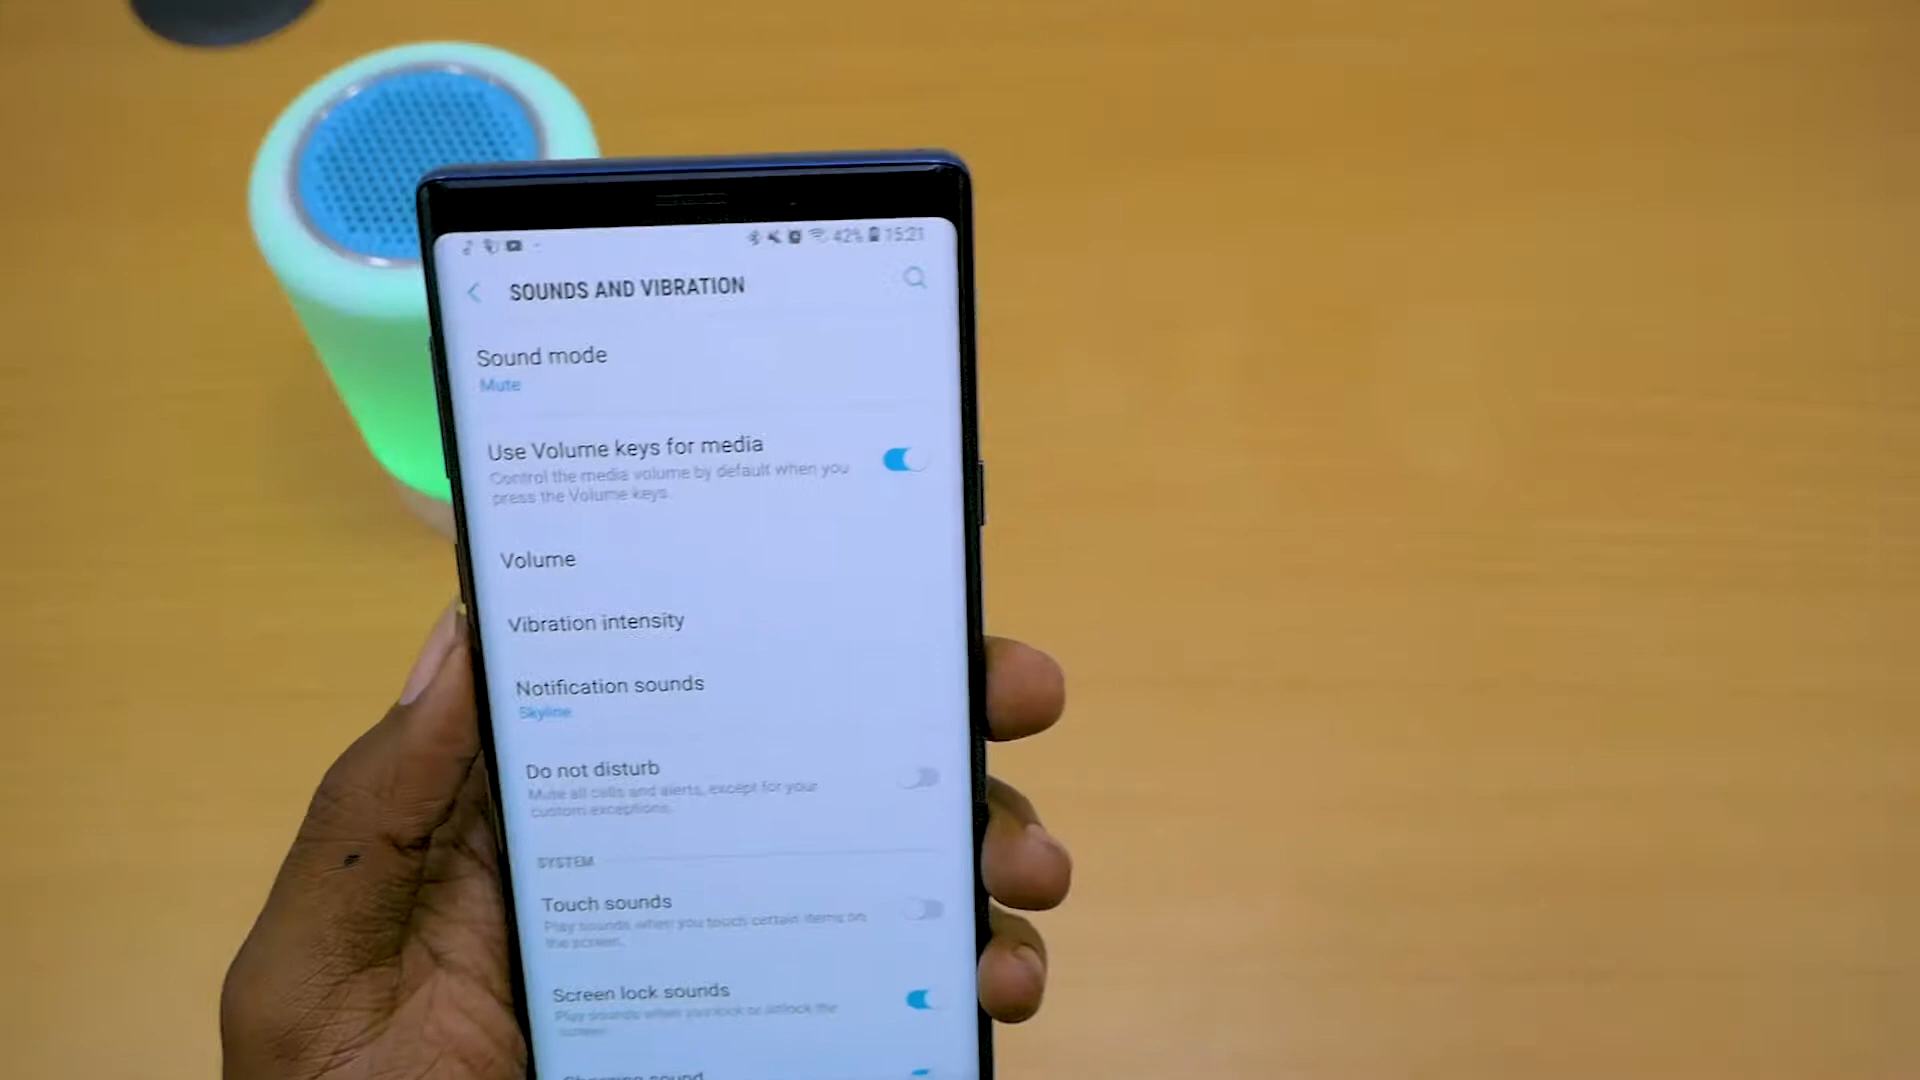 42% 15:21
SOUNDS AND VIBRATION
Sound mode
Mute
Use Volume keys for media
Control the media volume by default when you
press the Volume keys.
Volume
Vibration intensity
Notification sounds
Skyline
Do not disturb
Mute all calls and alerts, except for your
custom exceptions.
SYSTEM
Touch sounds
Play sounds when you touch certain items on
the screen.
Screen lock sounds
Play sounds when you lock or unlock the
screen.
Charging sound